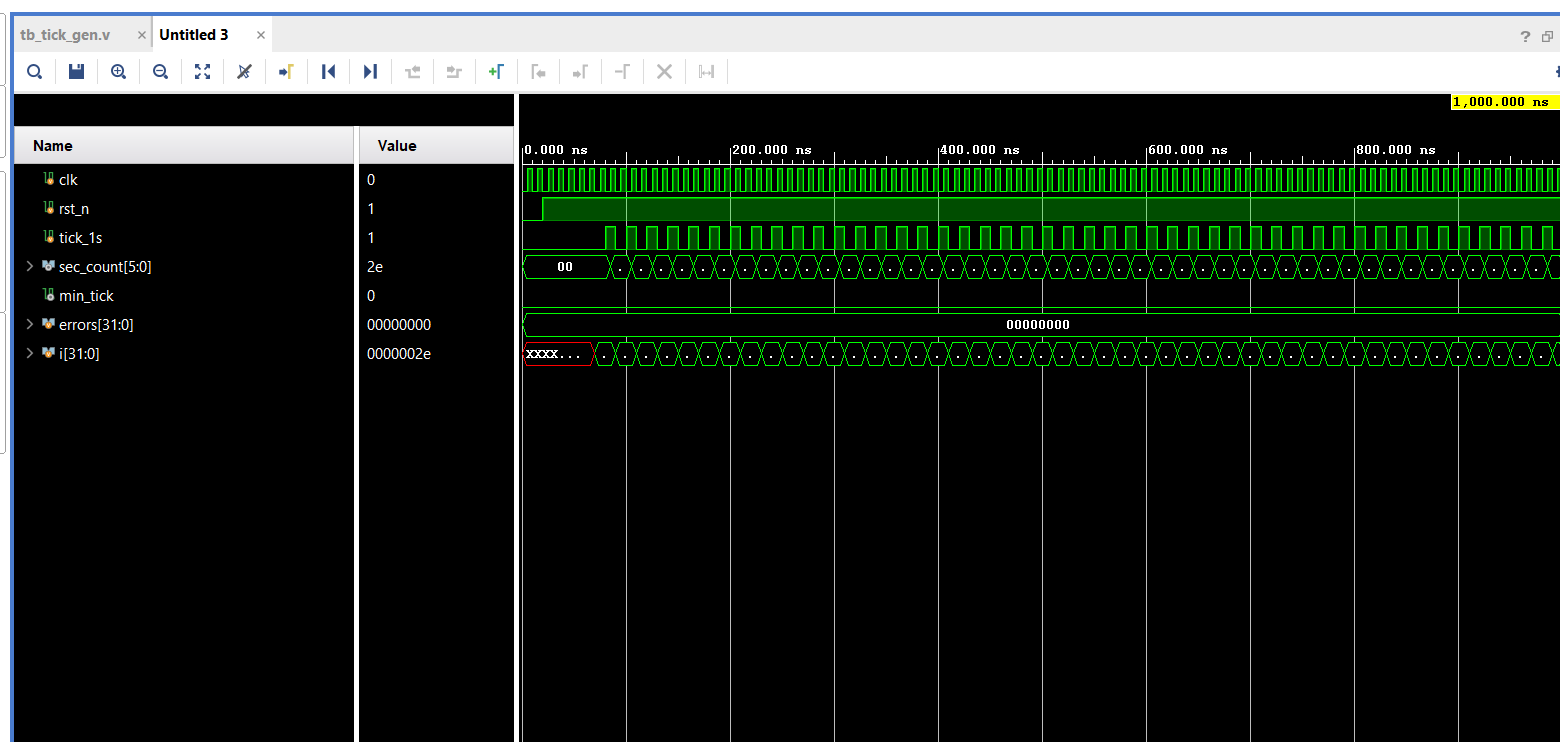 tb_tick_gen.v × Untitled 3 × ?
1,000.000 ns
Name Value
0.000 ns 200.000 ns 400.000 ns 600.000 ns 800.000 ns
clk 0
rst_n 1
tick_1s 1
sec_count[5:0] 2e 00
min_tick 0
errors[31:0] 00000000 00000000
i[31:0] 0000002e XXXX...